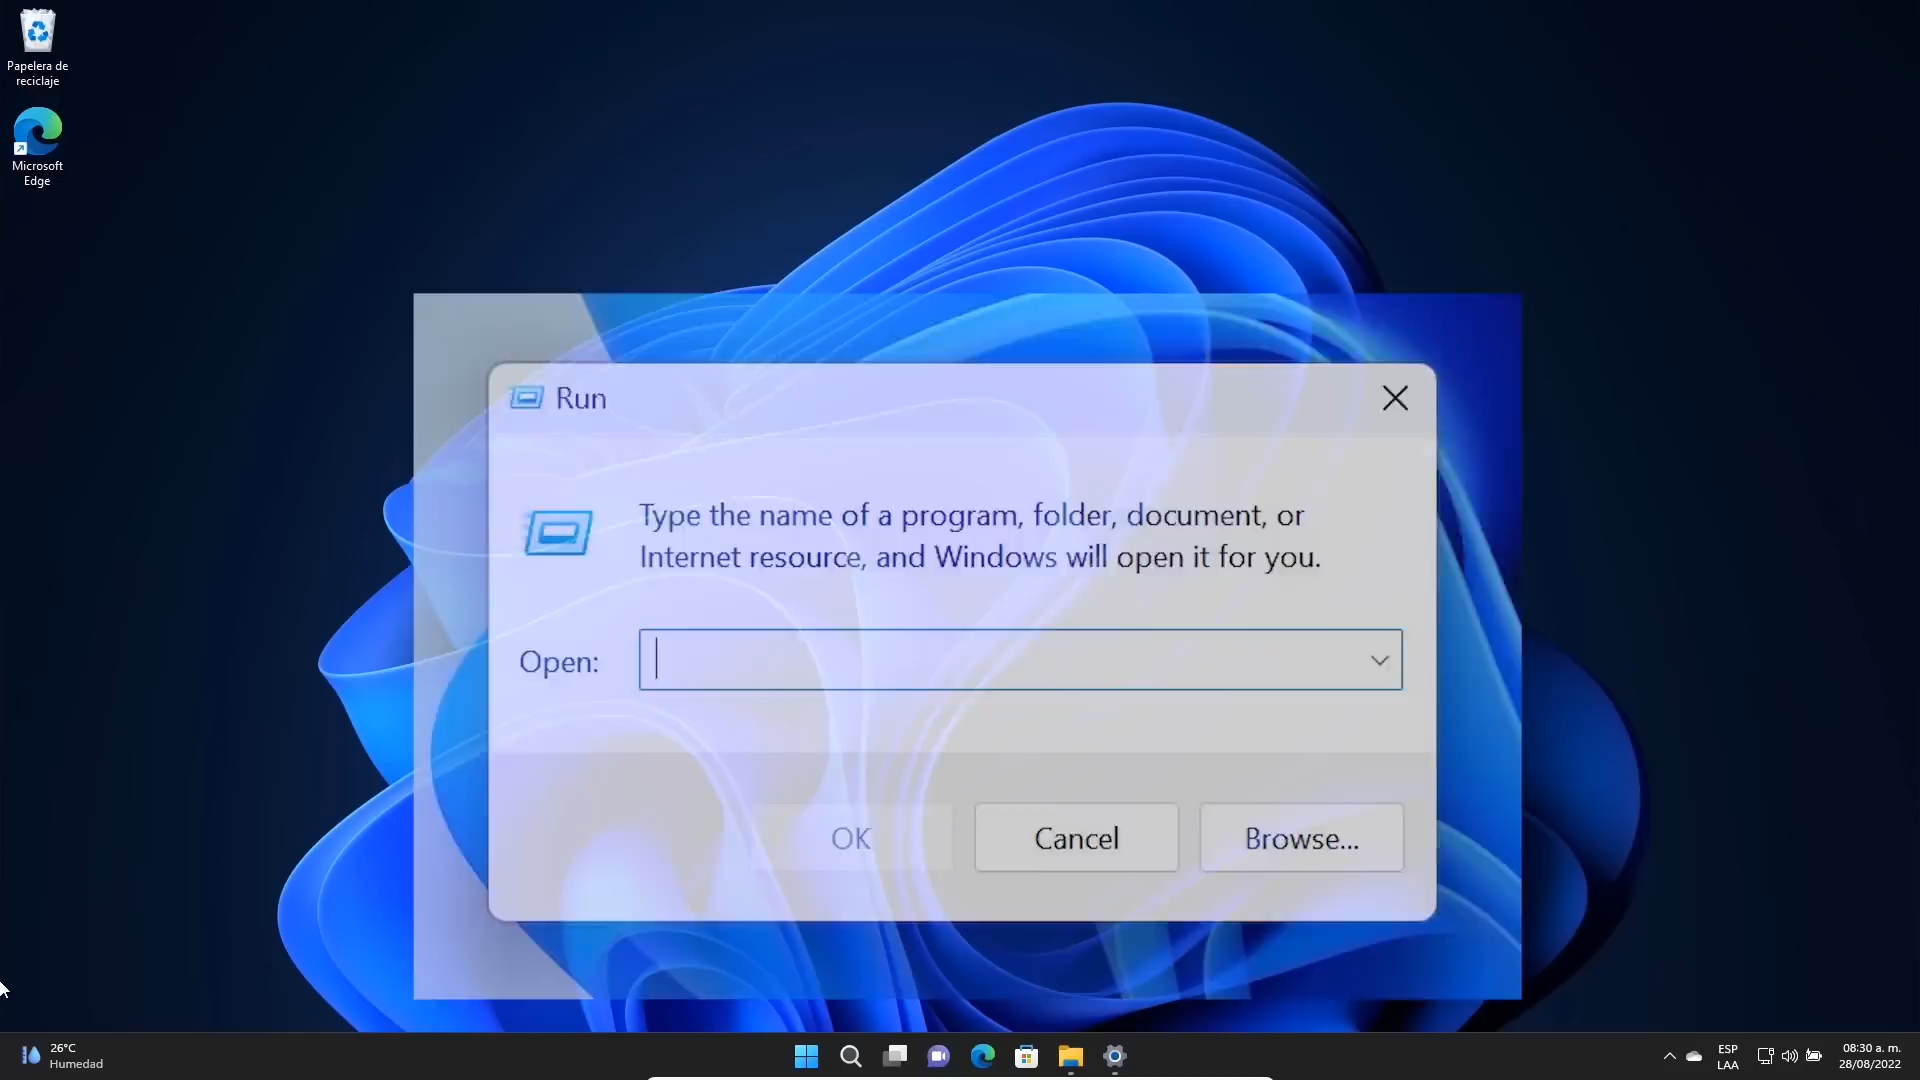 Papelera de
reciclaje
Microsoft
Edge
Run
Type the name of a program, folder, document, or
Internet resource, and Windows will open it for you.
Open:
OK
Cancel
Browse...
26°C
Humedad
ESP
LAA
08:30 a. m.
28/08/2022